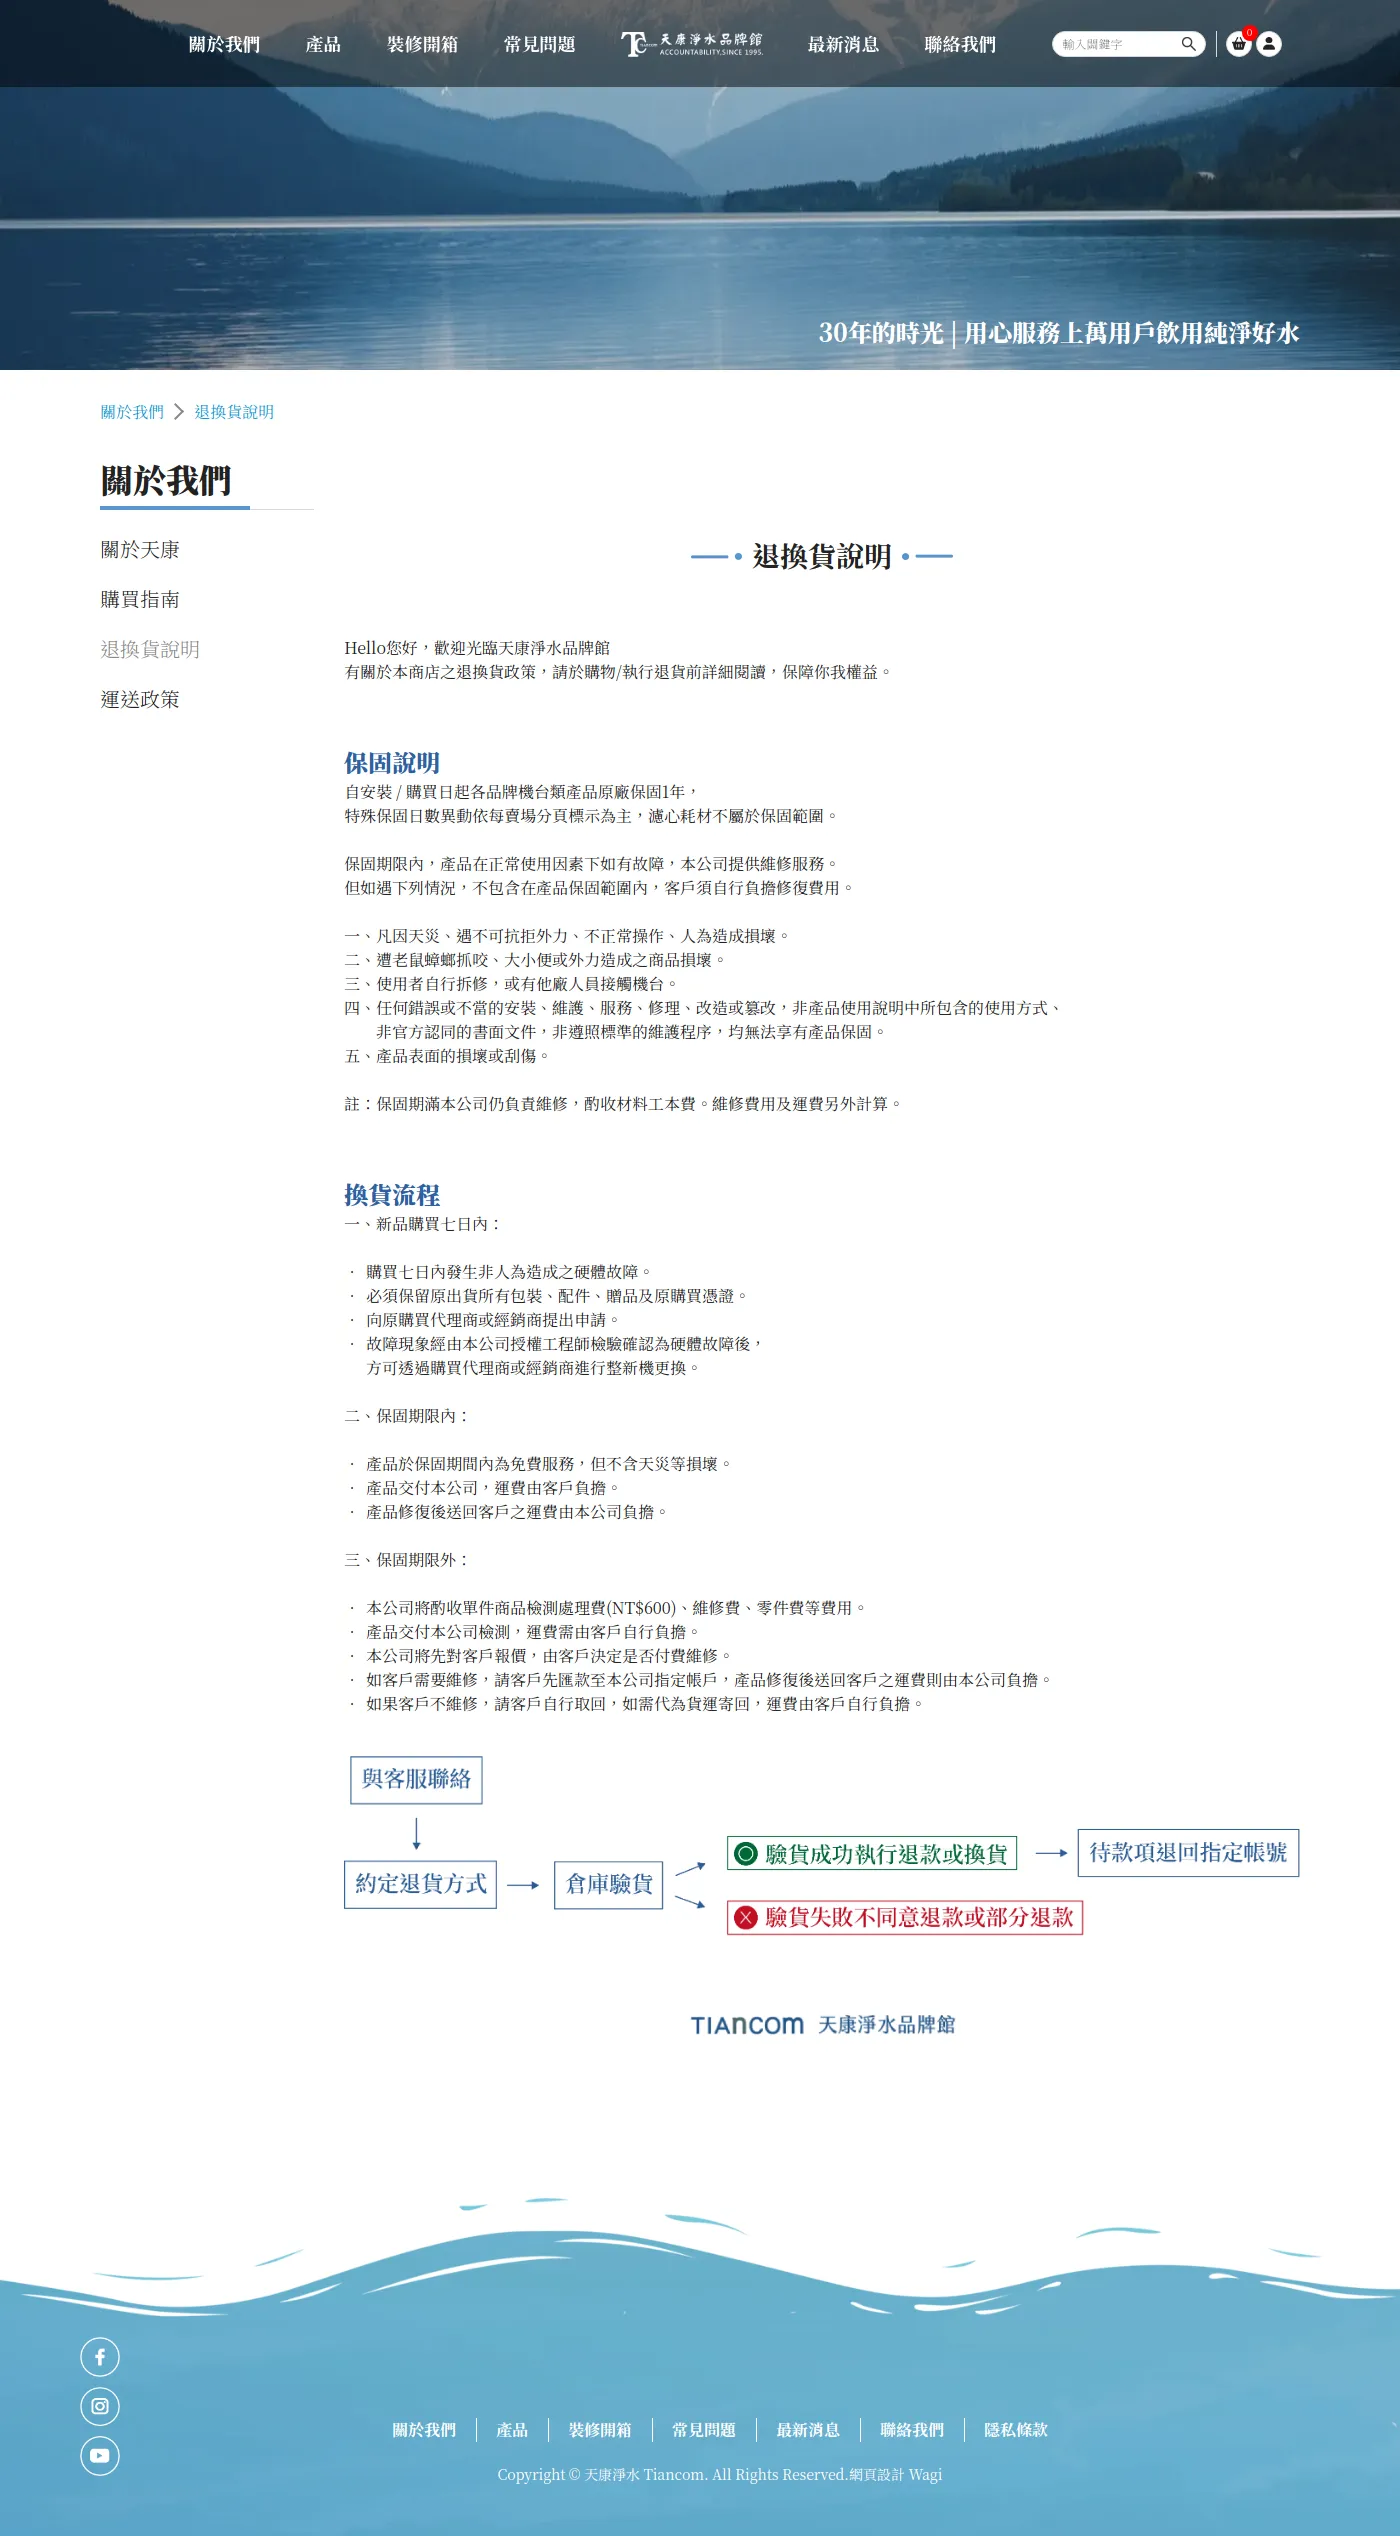 關於我們
產品
裝修開箱
常見問題
TC TIANCOM 天康淨水品牌館
ACCOUNTABILITY,SINCE 1995.
最新消息
聯絡我們
輸入關鍵字
0
30年的時光 | 用心服務上萬用戶飲用純淨好水
關於我們 > 退換貨說明
關於我們
關於天康
購買指南
退換貨說明
運送政策
退換貨說明
Hello您好，歡迎光臨天康淨水品牌館
有關於本商店之退換貨政策，請於購物/執行退貨前詳細閱讀，保障你我權益。
保固說明
自安裝 / 購買日起各品牌機台類產品原廠保固1年，
特殊保固日數異動依每賣場分頁標示為主，濾心耗材不屬於保固範圍。
保固期限內，產品在正常使用因素下如有故障，本公司提供維修服務。
但如遇下列情況，不包含在產品保固範圍內，客戶須自行負擔修復費用。
一、凡因天災、遇不可抗拒外力、不正常操作、人為造成損壞。
二、遭老鼠蟑螂抓咬、大小便或外力造成之商品損壞。
三、使用者自行拆修，或有他廠人員接觸機台。
四、任何錯誤或不當的安裝、維護、服務、修理、改造或篡改，非產品使用說明中所包含的使用方式、
非官方認同的書面文件，非遵照標準的維護程序，均無法享有產品保固。
五、產品表面的損壞或刮傷。
註：保固期滿本公司仍負責維修，酌收材料工本費。維修費用及運費另外計算。
換貨流程
一、新品購買七日內：
· 購買七日內發生非人為造成之硬體故障。
· 必須保留原出貨所有包裝、配件、贈品及原購買憑證。
· 向原購買代理商或經銷商提出申請。
· 故障現象經由本公司授權工程師檢驗確認為硬體故障後，
方可透過購買代理商或經銷商進行整新機更換。
二、保固期限內：
· 產品於保固期間內為免費服務，但不含天災等損壞。
· 產品交付本公司，運費由客戶負擔。
· 產品修復後送回客戶之運費由本公司負擔。
三、保固期限外：
· 本公司將酌收單件商品檢測處理費(NT$600)、維修費、零件費等費用。
· 產品交付本公司檢測，運費需由客戶自行負擔。
· 本公司將先對客戶報價，由客戶決定是否付費維修。
· 如客戶需要維修，請客戶先匯款至本公司指定帳戶，產品修復後送回客戶之運費則由本公司負擔。
· 如果客戶不維修，請客戶自行取回，如需代為貨運寄回，運費由客戶自行負擔。
與客服聯絡
約定退貨方式
倉庫驗貨
驗貨成功執行退款或換貨
待款項退回指定帳號
驗貨失敗不同意退款或部分退款
TIANCOM 天康淨水品牌館
關於我們
產品
裝修開箱
常見問題
最新消息
聯絡我們
隱私條款
Copyright © 天康淨水 Tiancom. All Rights Reserved.網頁設計 Wagi